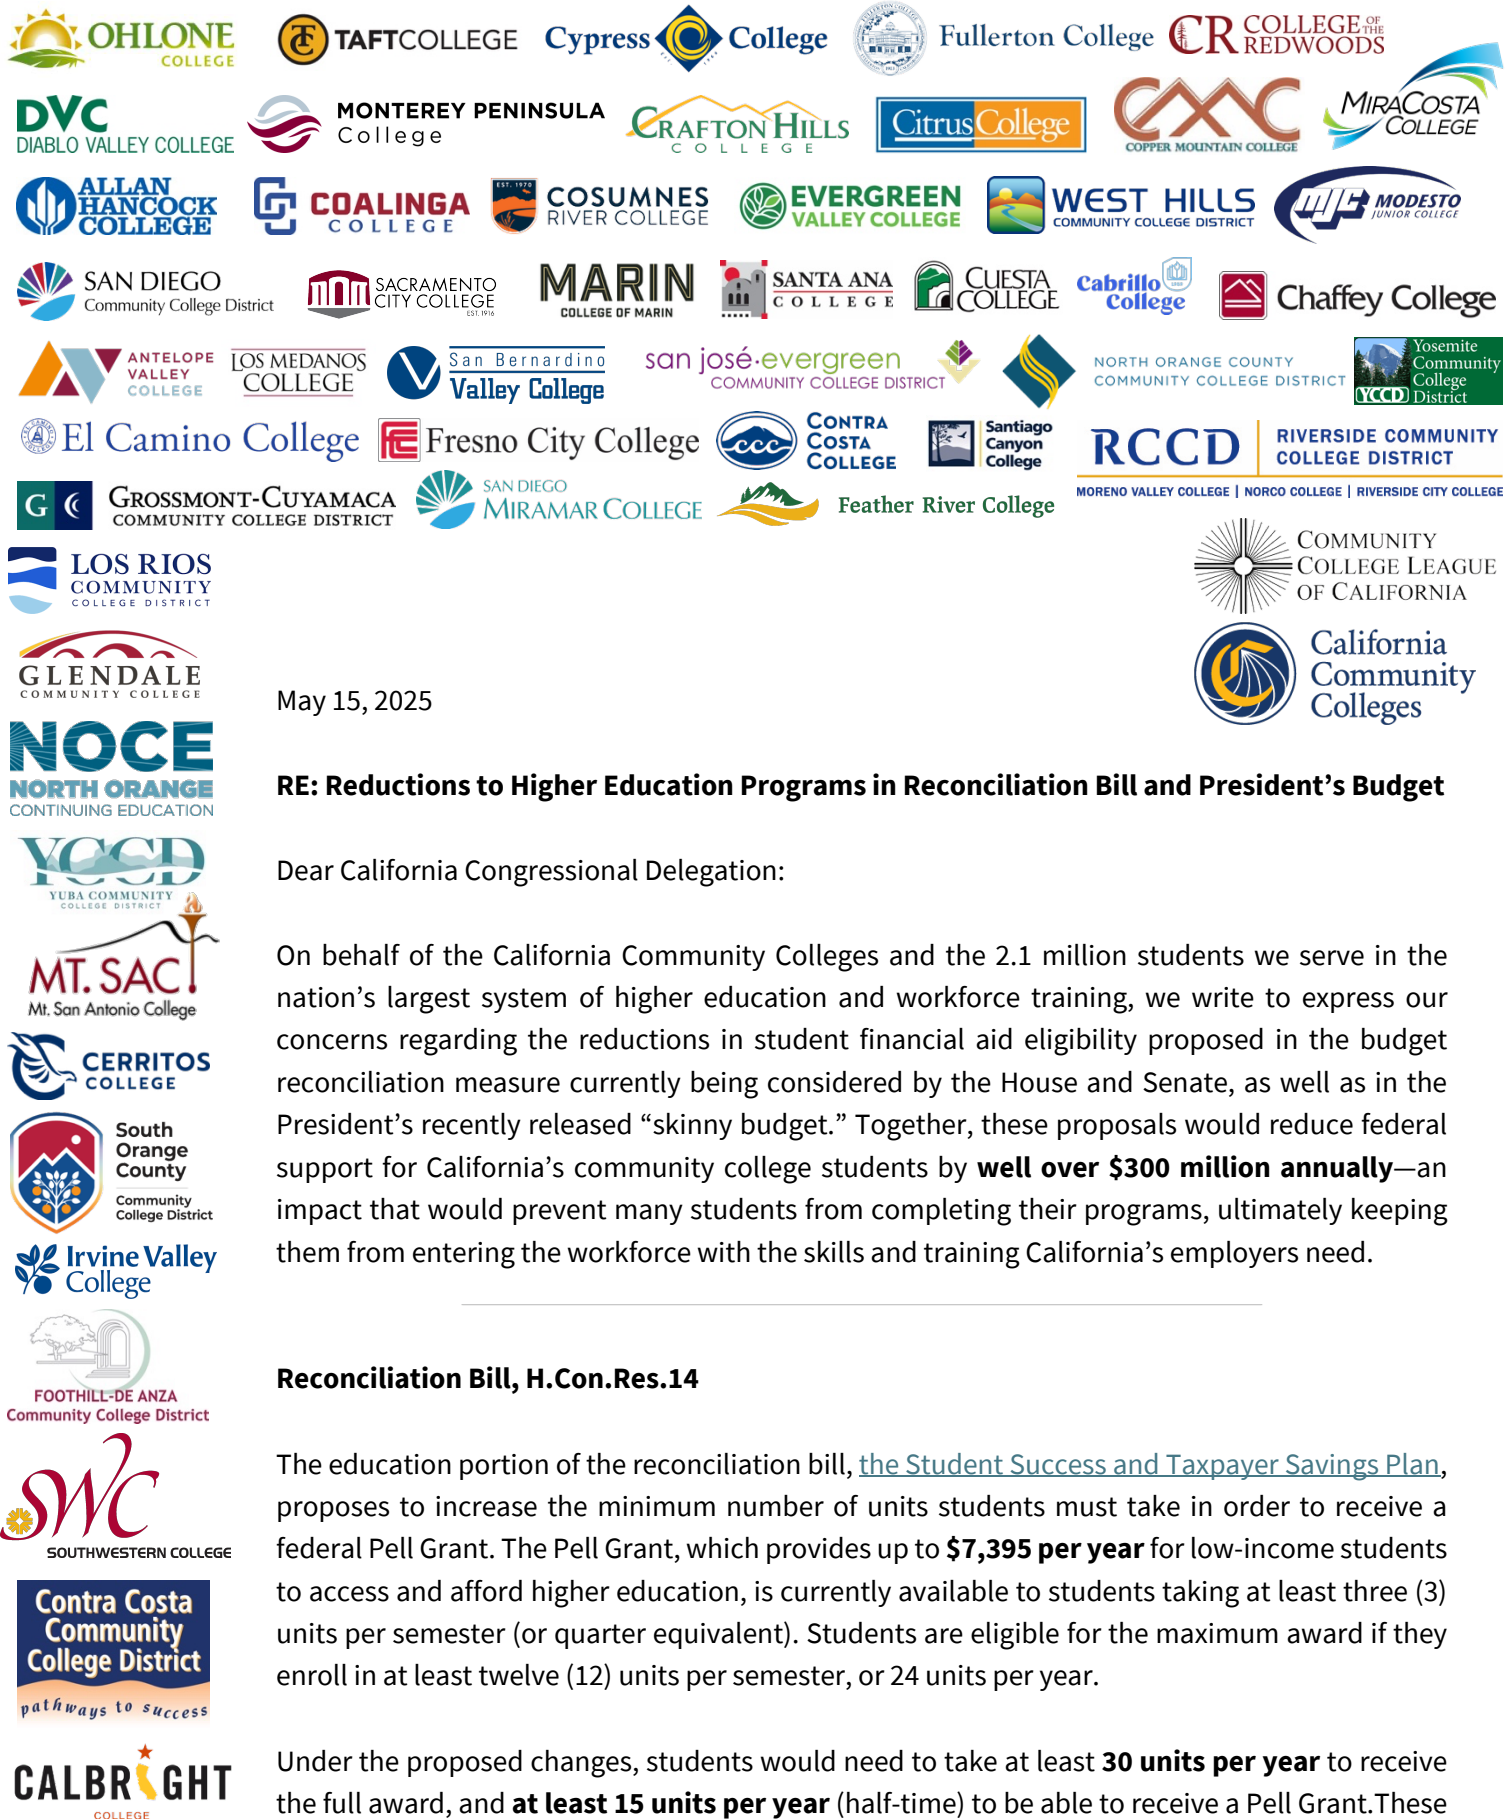 OHLONE
COLLEGE
TAFTCOLLEGE
Cypress College
Fullerton College
CR COLLEGE OF THE
REDWOODS
DVC
DIABLO VALLEY COLLEGE
MONTEREY PENINSULA
College
CRAFTON HILLS
COLLEGE
Citrus College
CMC
COPPER MOUNTAIN COLLEGE
MIRACOSTA
COLLEGE
ALLAN
HANCOCK
COLLEGE
COALINGA
COLLEGE
EST. 1970
COSUMNES
RIVER COLLEGE
EVERGREEN
VALLEY COLLEGE
WEST HILLS
COMMUNITY COLLEGE DISTRICT
MJC MODESTO
JUNIOR COLLEGE
SAN DIEGO
Community College District
SACRAMENTO
CITY COLLEGE
EST. 1916
MARIN
COLLEGE OF MARIN
SANTA ANA
COLLEGE
CUESTA
COLLEGE
Cabrillo
College
Chaffey College
ANTELOPE
VALLEY
COLLEGE
LOS MEDANOS
COLLEGE
San Bernardino
Valley College
san josé·evergreen
COMMUNITY COLLEGE DISTRICT
NORTH ORANGE COUNTY
COMMUNITY COLLEGE DISTRICT
Yosemite
Community
College
YCCD District
El Camino College
Fresno City College
ccc
CONTRA
COSTA
COLLEGE
Santiago
Canyon
College
RCCD
RIVERSIDE COMMUNITY
COLLEGE DISTRICT
MORENO VALLEY COLLEGE | NORCO COLLEGE | RIVERSIDE CITY COLLEGE
G C GROSSMONT-CUYAMACA
COMMUNITY COLLEGE DISTRICT
SAN DIEGO
MIRAMAR COLLEGE
Feather River College
LOS RIOS
COMMUNITY
COLLEGE DISTRICT
COMMUNITY
COLLEGE LEAGUE
OF CALIFORNIA
California
Community
Colleges
GLENDALE
COMMUNITY COLLEGE
NOCE
NORTH ORANGE
CONTINUING EDUCATION
YCCD
YUBA COMMUNITY
COLLEGE DISTRICT
MT. SAC
Mt. San Antonio College
CERRITOS
COLLEGE
South
Orange
County
Community
College District
Irvine Valley
College
FOOTHILL-DE ANZA
Community College District
SWC
SOUTHWESTERN COLLEGE
Contra Costa
Community
College District
pathways to success
CALBRIGHT
COLLEGE
May 15, 2025
RE: Reductions to Higher Education Programs in Reconciliation Bill and President’s Budget
Dear California Congressional Delegation:
On behalf of the California Community Colleges and the 2.1 million students we serve in the
nation’s largest system of higher education and workforce training, we write to express our
concerns regarding the reductions in student financial aid eligibility proposed in the budget
reconciliation measure currently being considered by the House and Senate, as well as in the
President’s recently released “skinny budget.” Together, these proposals would reduce federal
support for California’s community college students by well over $300 million annually—an
impact that would prevent many students from completing their programs, ultimately keeping
them from entering the workforce with the skills and training California’s employers need.
Reconciliation Bill, H.Con.Res.14
The education portion of the reconciliation bill, the Student Success and Taxpayer Savings Plan,
proposes to increase the minimum number of units students must take in order to receive a
federal Pell Grant. The Pell Grant, which provides up to $7,395 per year for low-income students
to access and afford higher education, is currently available to students taking at least three (3)
units per semester (or quarter equivalent). Students are eligible for the maximum award if they
enroll in at least twelve (12) units per semester, or 24 units per year.
Under the proposed changes, students would need to take at least 30 units per year to receive
the full award, and at least 15 units per year (half-time) to be able to receive a Pell Grant.These